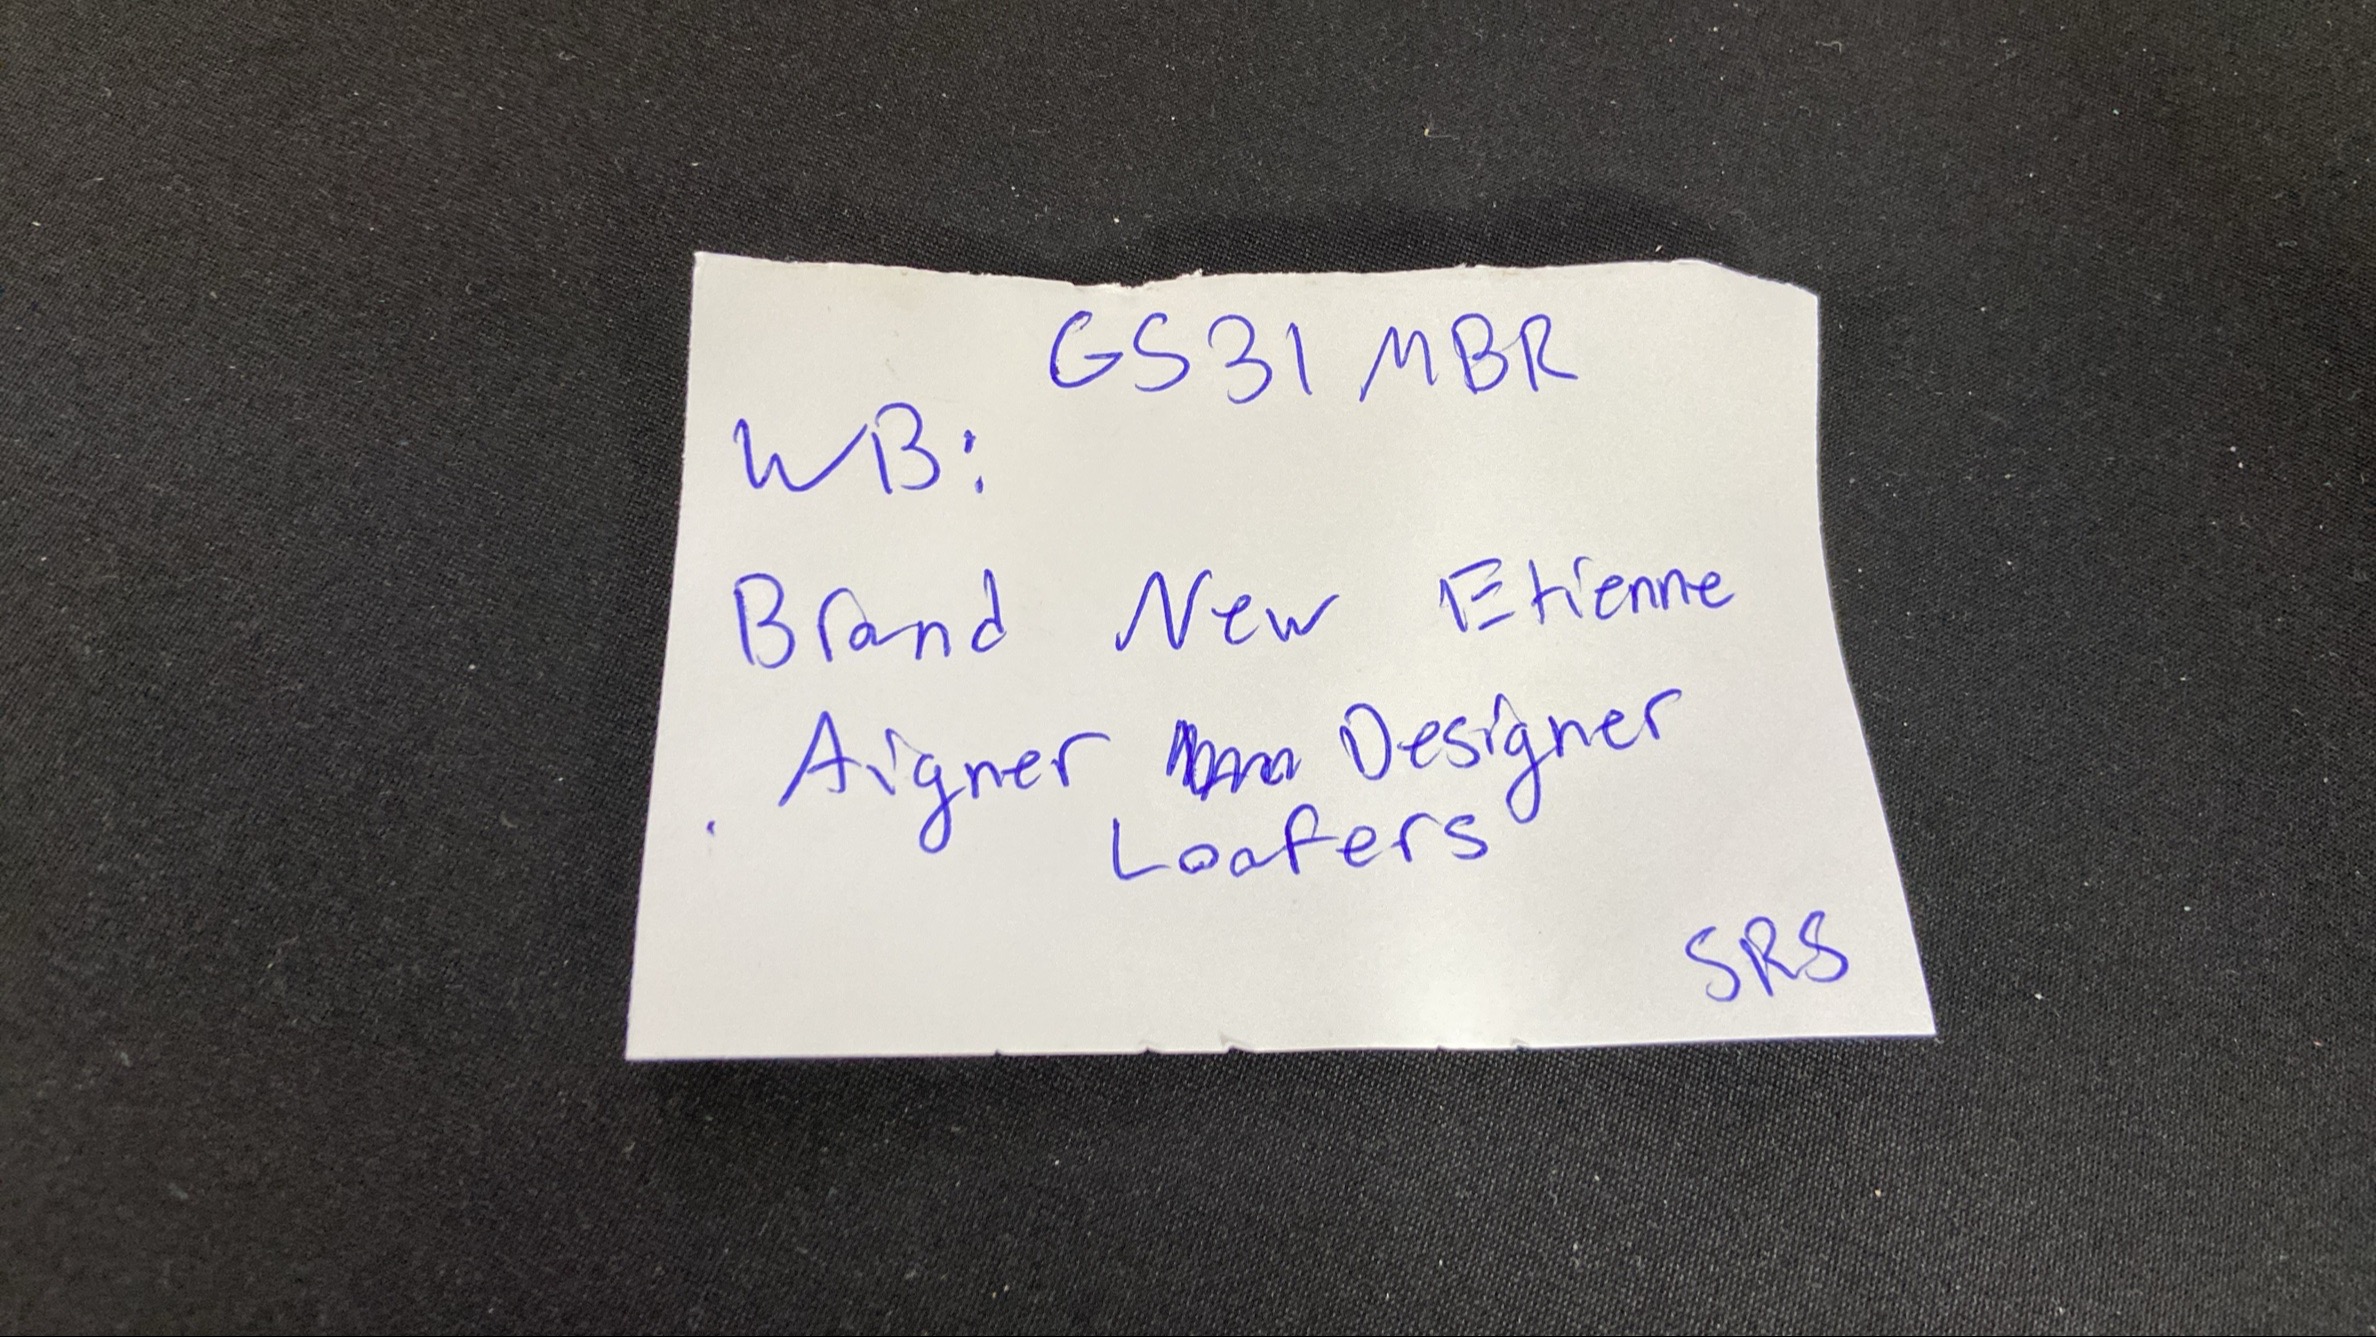 GS31 MBR
WB:
Brand New Etienne
Aigner Designer
Loafers
SRS